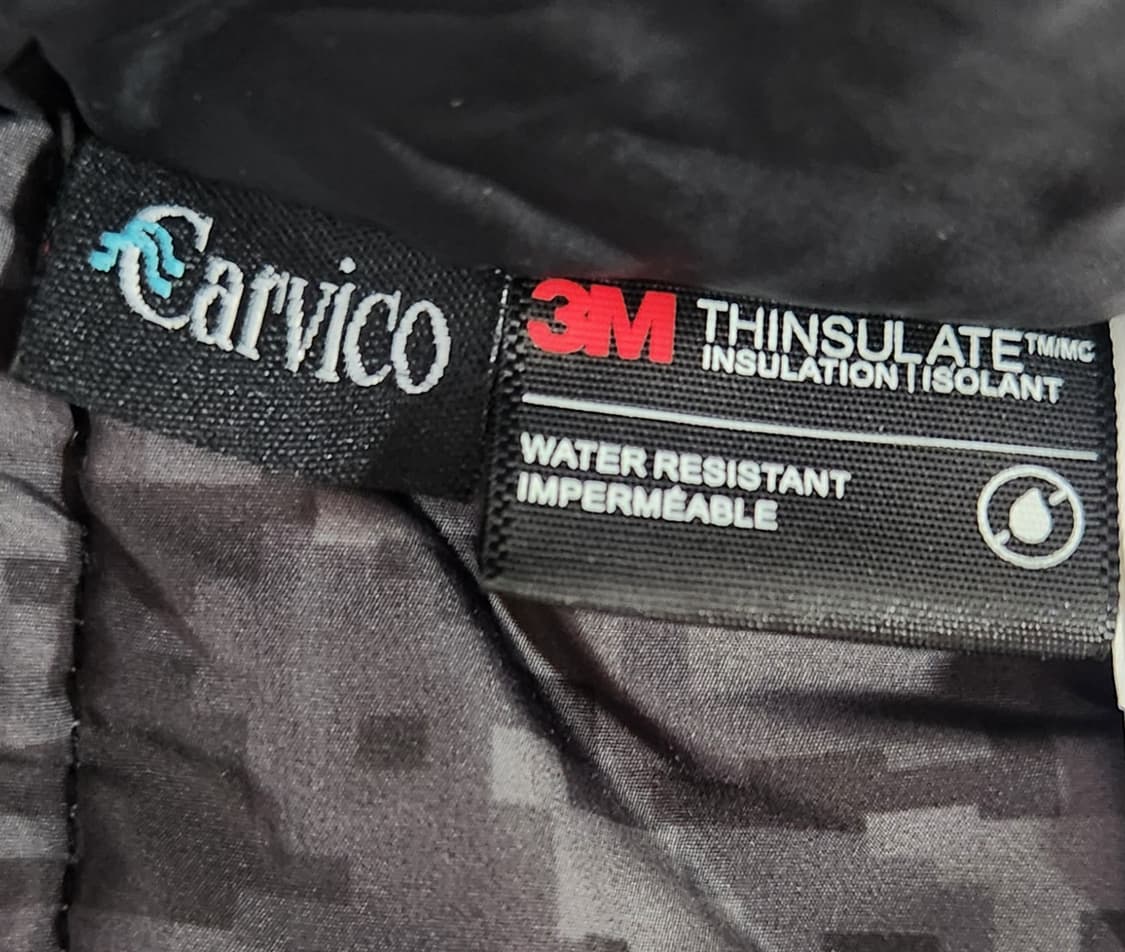 Carvico
3M THINSULATE™/MC
INSULATION | ISOLANT
WATER RESISTANT
IMPERMÉABLE